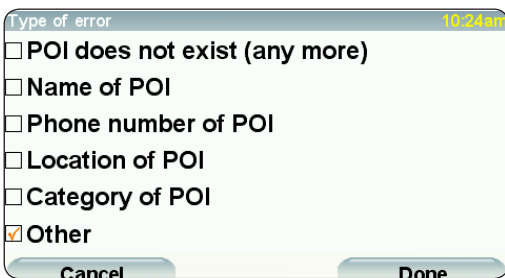 Type of error 10:24am
POI does not exist (any more)
Name of POI
Phone number of POI
Location of POI
Category of POI
Other
Cancel Done